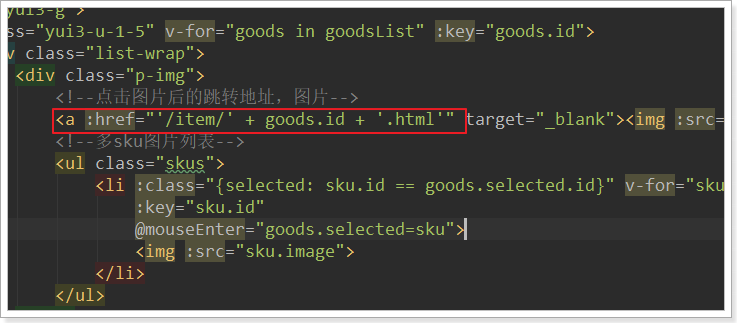 yui3-g">
ss="yui3-u-1-5" v-for="goods in goodsList" :key="goods.id">
v class="list-wrap">
<div class="p-img">
<!--点击图片后的跳转地址，图片-->
<a :href="'/item/' + goods.id + '.html'" target="_blank"><img :src=
<!--多sku图片列表-->
<ul class="skus">
<li :class="{selected: sku.id == goods.selected.id}" v-for="sku
:key="sku.id"
@mouseEnter="goods.selected=sku">
<img :src="sku.image">
</li>
</ul>